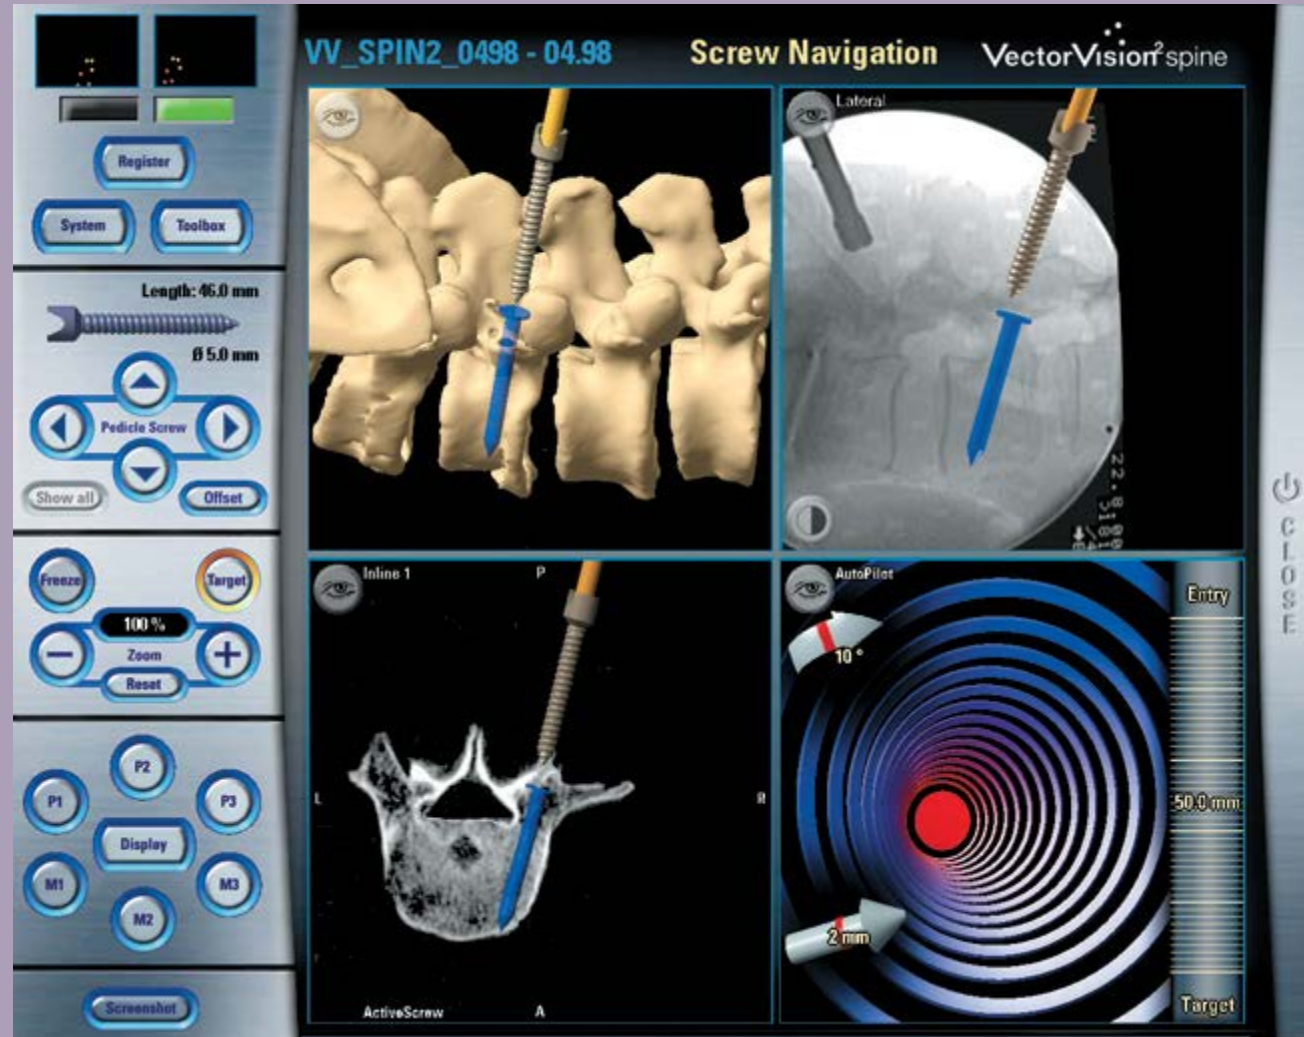 VV_SPIN2_0498 - 04.98
Screw Navigation
VectorVision² spine
Register
System
Toolbox
Length: 46.0 mm
Ø 5.0 mm
Pedicle Screw
Show all
Offset
Freeze
Target
100 %
Zoom
Reset
P2
P1
P3
Display
M1
M3
M2
Screenshot
Lateral
Inline 1
P
L
R
ActiveScrew
A
AutoPilot
10 °
2 mm
Entry
50.0 mm
Target
CLOSE